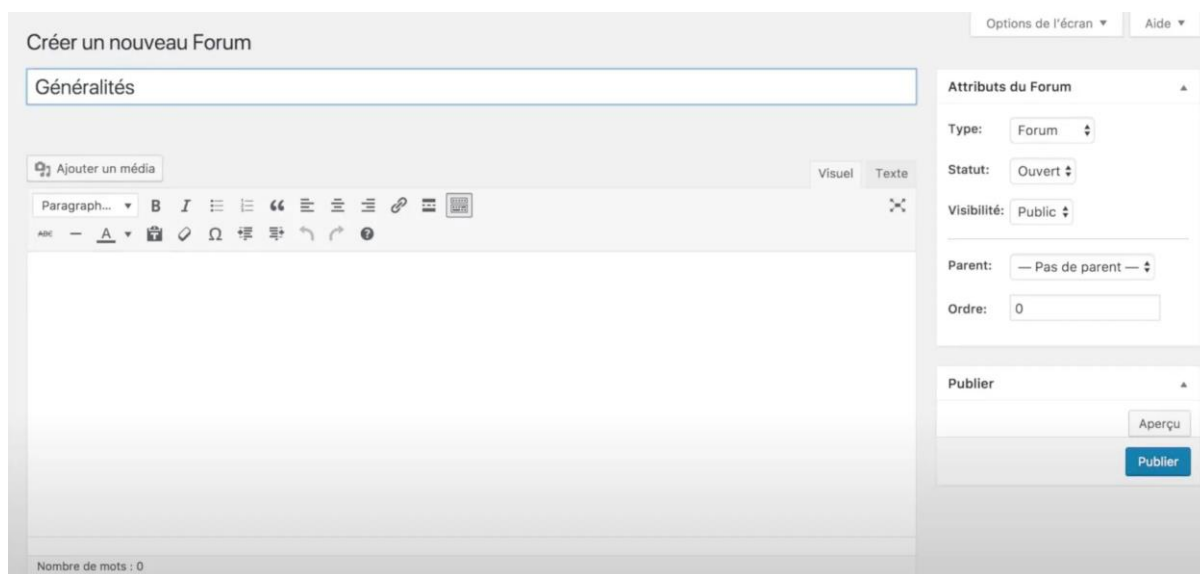 Options de l'écran ▼ Aide ▼
Créer un nouveau Forum
Généralités
Ajouter un média
Visuel Texte
Paragraph... ▼ B I
ABC A Ω
Nombre de mots : 0
Attributs du Forum
Type: Forum
Statut: Ouvert
Visibilité: Public
Parent: — Pas de parent —
Ordre: 0
Publier
Aperçu
Publier